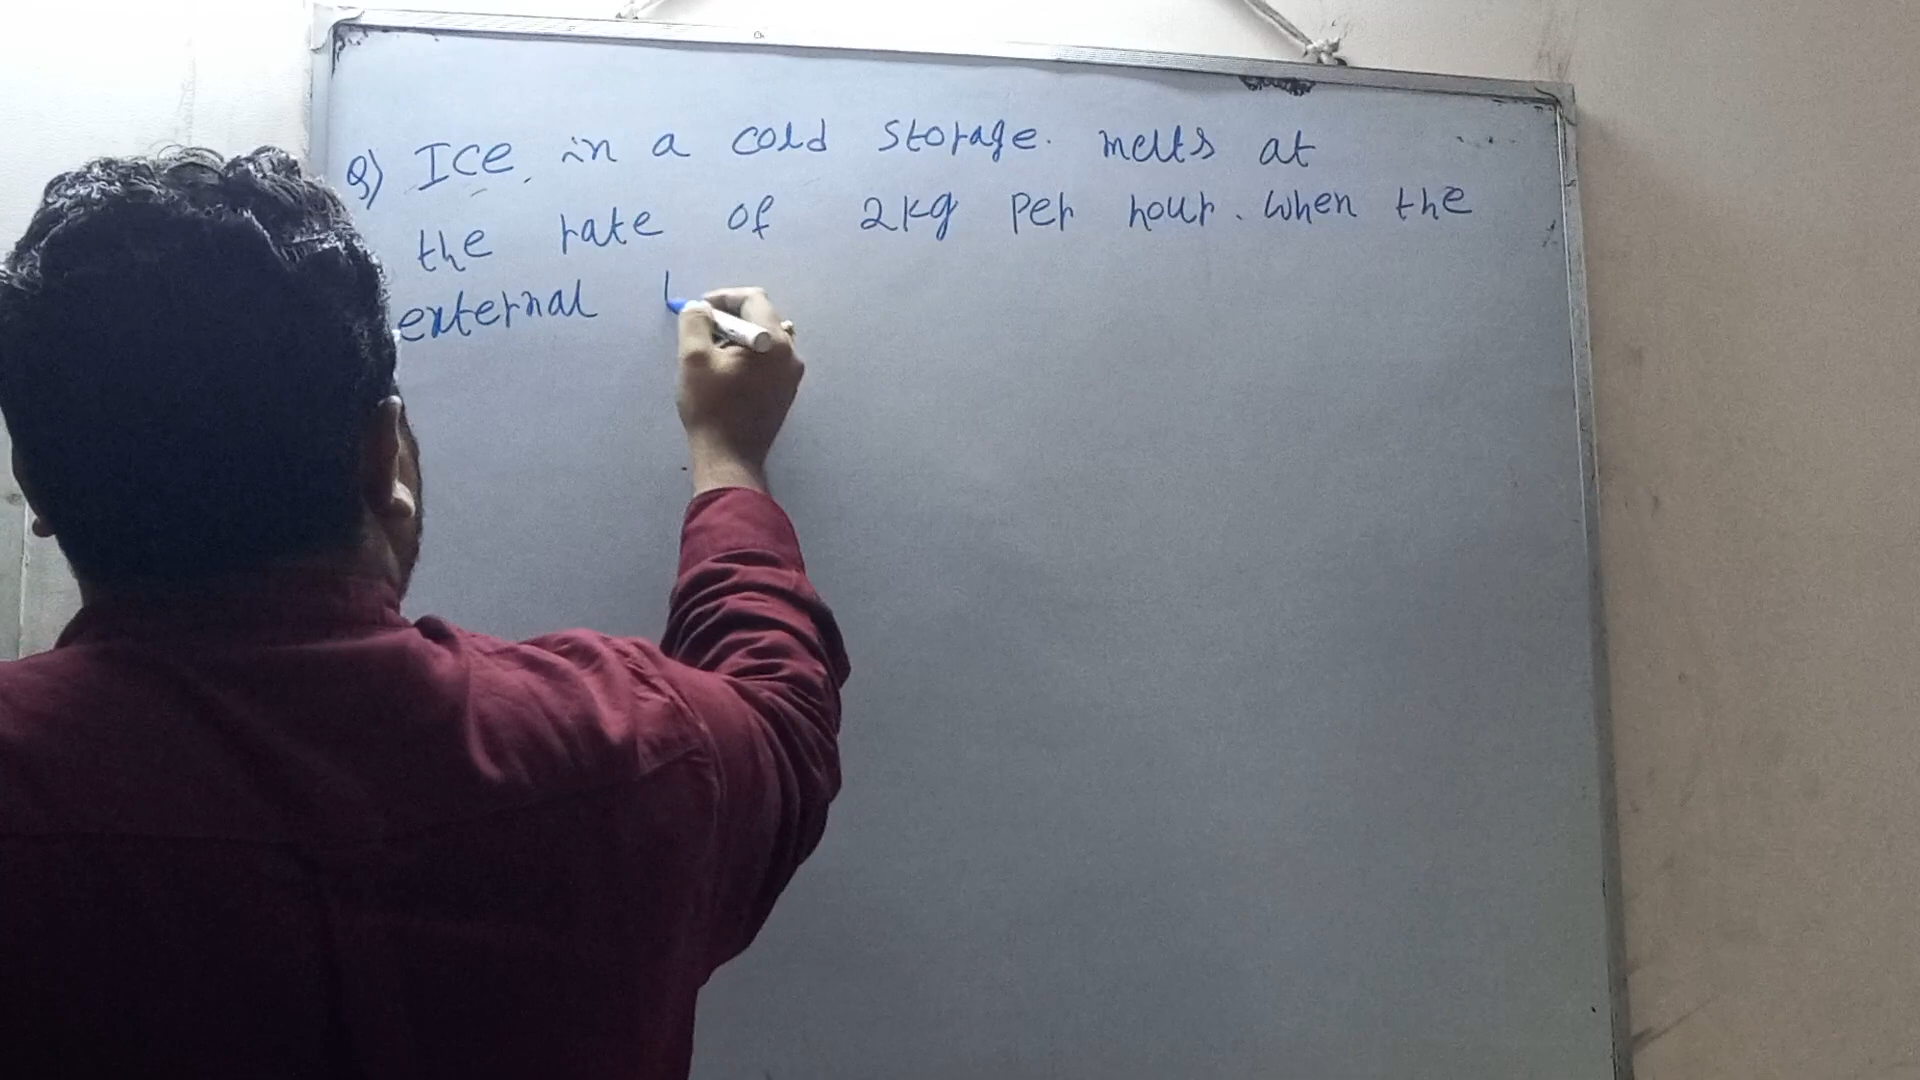 Q) Ice in a cold storage. melts at
the rate of 2kg per hour. when the
external t